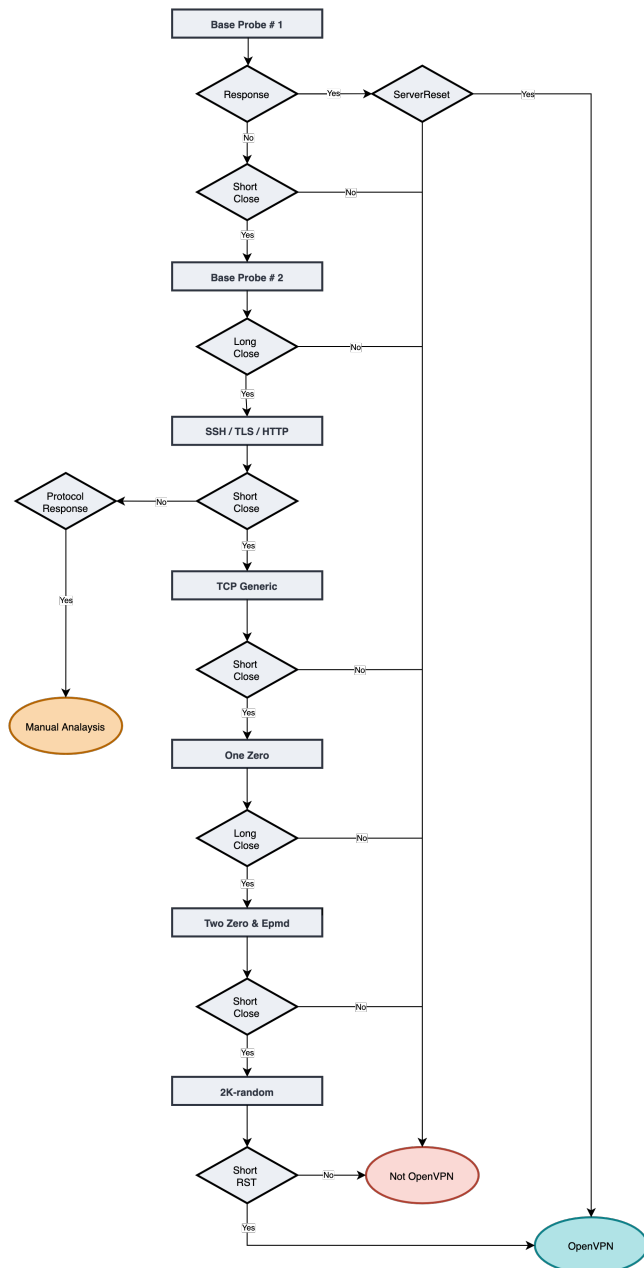 Base Probe # 1
Response
Yes
ServerReset
Yes
No
Short
Close
No
Yes
Base Probe # 2
Long
Close
No
Yes
SSH / TLS / HTTP
Protocol
Response
No
Short
Close
Yes
TCP Generic
Yes
Short
Close
No
Yes
Manual Analaysis
One Zero
Long
Close
No
Yes
Two Zero & Epmd
Short
Close
No
Yes
2K-random
Short
RST
No
Not OpenVPN
Yes
OpenVPN